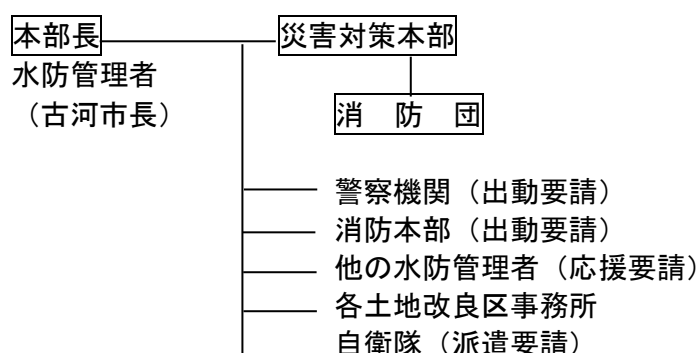 本部長 災害対策本部
水防管理者
（古河市長）
消 防 団
警察機関（出動要請）
消防本部（出動要請）
他の水防管理者（応援要請）
各土地改良区事務所
自衛隊（派遣要請）